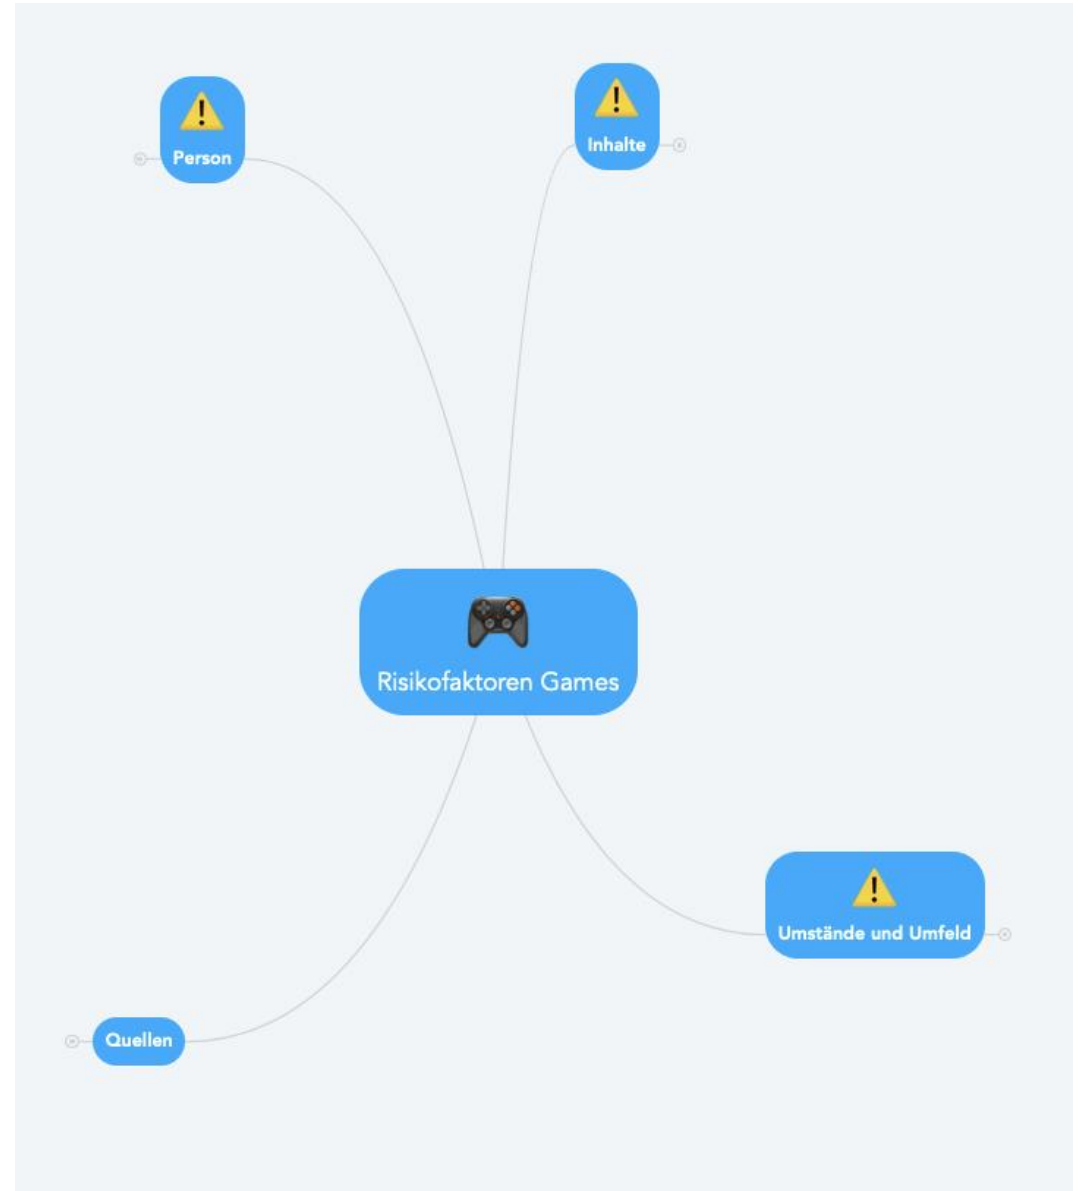 Person
Inhalte
Risikofaktoren Games
Umstände und Umfeld
Quellen